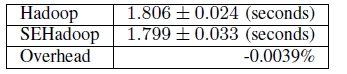 Hadoop 1.806 ± 0.024 (seconds)
SEHadoop 1.799 ± 0.033 (seconds)
Overhead -0.0039%